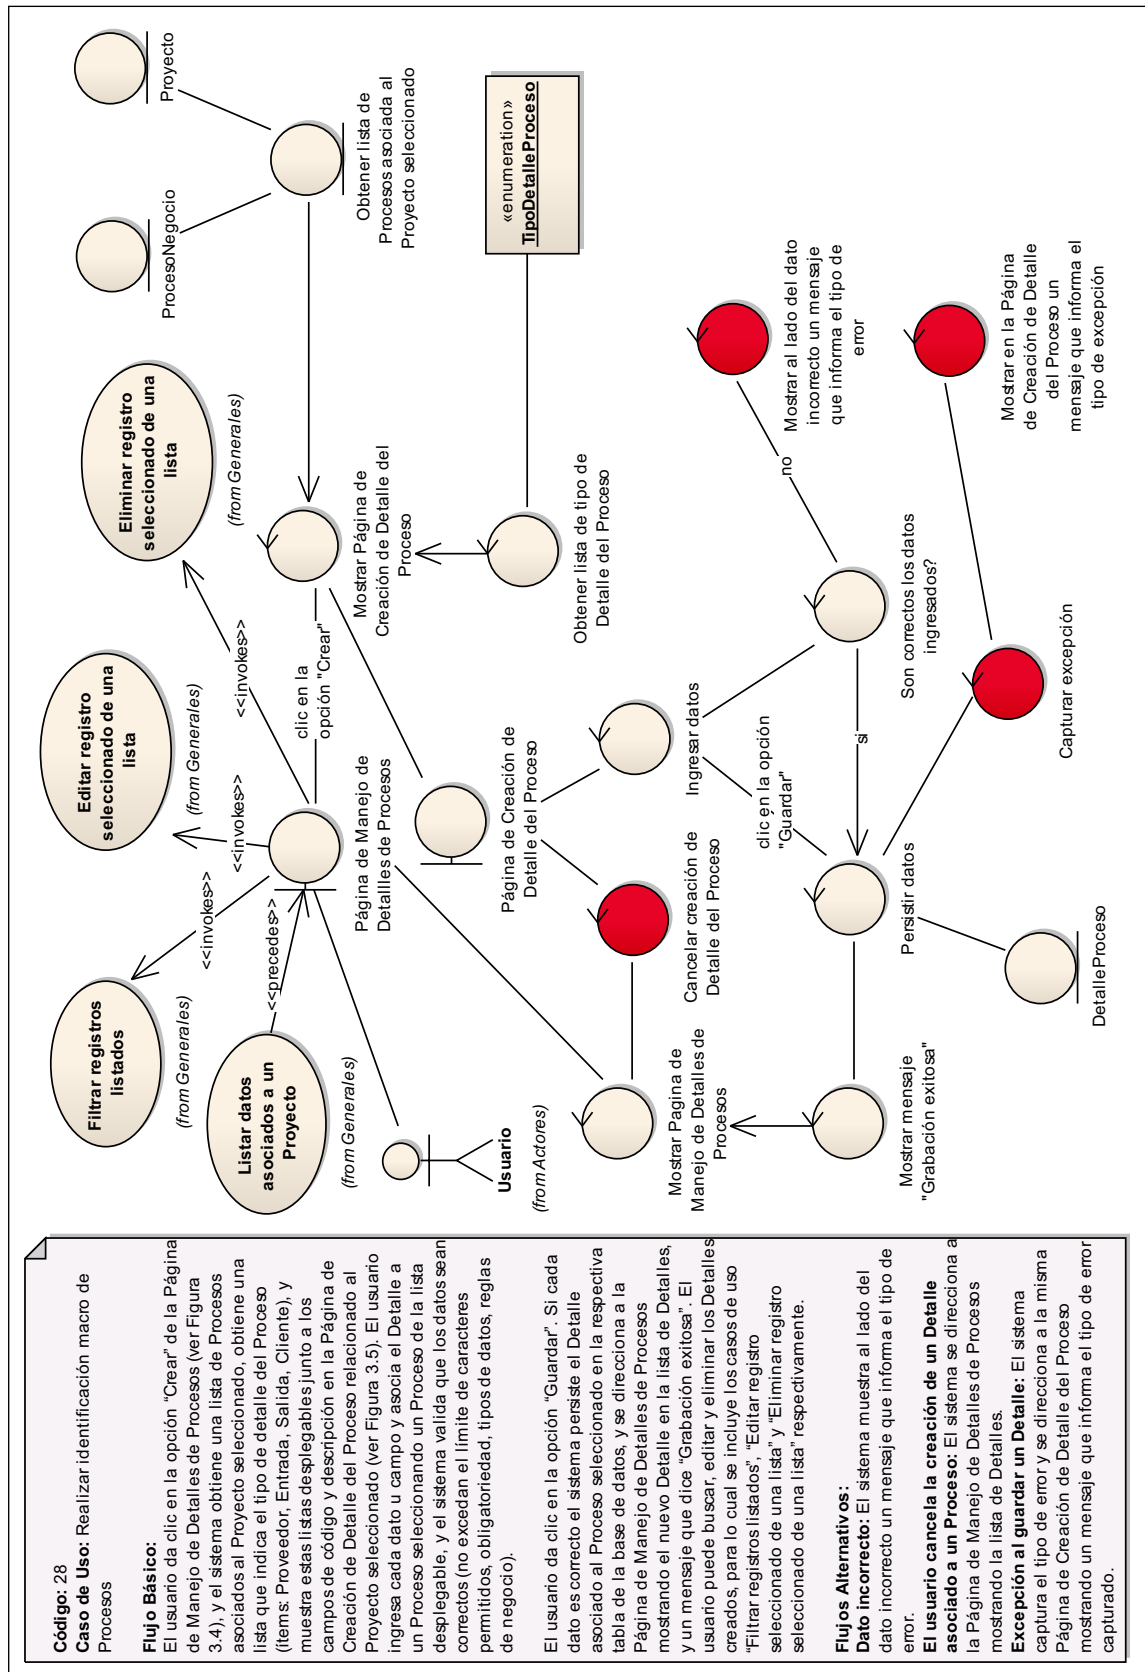 Código: 28
Caso de Uso: Realizar identificación macro de
Procesos
Flujo Básico:
El usuario da clic en la opción “Crear” de la Página
de Manejo de Detalles de Procesos (ver Figura
3.4), y el sistema obtiene una lista de Procesos
asociados al Proyecto seleccionado, obtiene una
lista que indica el tipo de detalle del Proceso
(ítems: Proveedor, Entrada, Salida, Cliente), y
muestra estas listas desplegables junto a los
campos de código y descripción en la Página de
Creación de Detalle del Proceso relacionado al
Proyecto seleccionado (ver Figura 3.5). El usuario
ingresa cada dato u campo y asocia el Detalle a
un Proceso seleccionando un Proceso de la lista
desplegable, y el sistema valida que los datos sean
correctos (no excedan el límite de caracteres
permitidos, obligatoriedad, tipos de datos, reglas
de negocio).
El usuario da clic en la opción “Guardar”. Si cada
dato es correcto el sistema persiste el Detalle
asociado al Proceso seleccionado en la respectiva
tabla de la base de datos, y se direcciona a la
Página de Manejo de Detalles de Procesos
mostrando el nuevo Detalle en la lista de Detalles,
y un mensaje que dice “Grabación exitosa”. El
usuario puede buscar, editar y eliminar los Detalles
creados, para lo cual se incluye los casos de uso
“Filtrar registros listados”, “Editar registro
seleccionado de una lista” y “Eliminar registro
seleccionado de una lista” respectivamente.
Flujos Alternativos:
Dato incorrecto: El sistema muestra al lado del
dato incorrecto un mensaje que informa el tipo de
error.
El usuario cancela la creación de un Detalle
asociado a un Proceso: El sistema se direcciona a
la Página de Manejo de Detalles de Procesos
mostrando la lista de Detalles.
Excepción al guardar un Detalle: El sistema
captura el tipo de error y se direcciona a la misma
Página de Creación de Detalle del Proceso
mostrando un mensaje que informa el tipo de error
capturado.
Filtrar registros
listados
(from Generales)
Listar datos
asociados a un
Proyecto
(from Generales)
Usuario
(from Actores)
<<precedes>>
<<invokes>>
<<invokes>>
<<invokes>>
Editar registro
seleccionado de una
lista
(from Generales)
Eliminar registro
seleccionado de una
lista
(from Generales)
Página de Manejo de
Detalles de Procesos
clic en la
opción "Crear"
Mostrar Página de
Creación de Detalle del
Proceso
ProcesoNegocio
Proyecto
Obtener lista de
Procesos asociada al
Proyecto seleccionado
«enumeration»
TipoDetalleProceso
Obtener lista de tipo de
Detalle del Proceso
Página de Creación de
Detalle del Proceso
Mostrar Pagina de
Manejo de Detalles de
Procesos
Cancelar creación de
Detalle del Proceso
Ingresar datos
clic en la opción
"Guardar"
no
Mostrar al lado del dato
incorrecto un mensaje
que informa el tipo de
error
Son correctos los datos
ingresados?
si
Mostrar mensaje
"Grabación exitosa"
Persistir datos
DetalleProceso
Capturar excepción
Mostrar en la Página
de Creación de Detalle
del Proceso un
mensaje que informa el
tipo de excepción